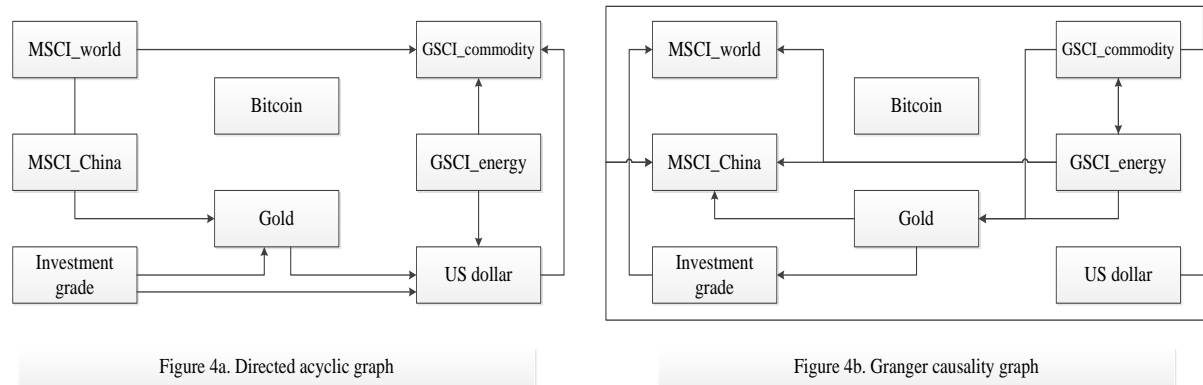 MSCI_world
GSCI_commodity
Bitcoin
MSCI_China
GSCI_energy
Gold
Investment
grade
US dollar
Figure 4a. Directed acyclic graph
MSCI_world
GSCI_commodity
Bitcoin
MSCI_China
GSCI_energy
Gold
Investment
grade
US dollar
Figure 4b. Granger causality graph